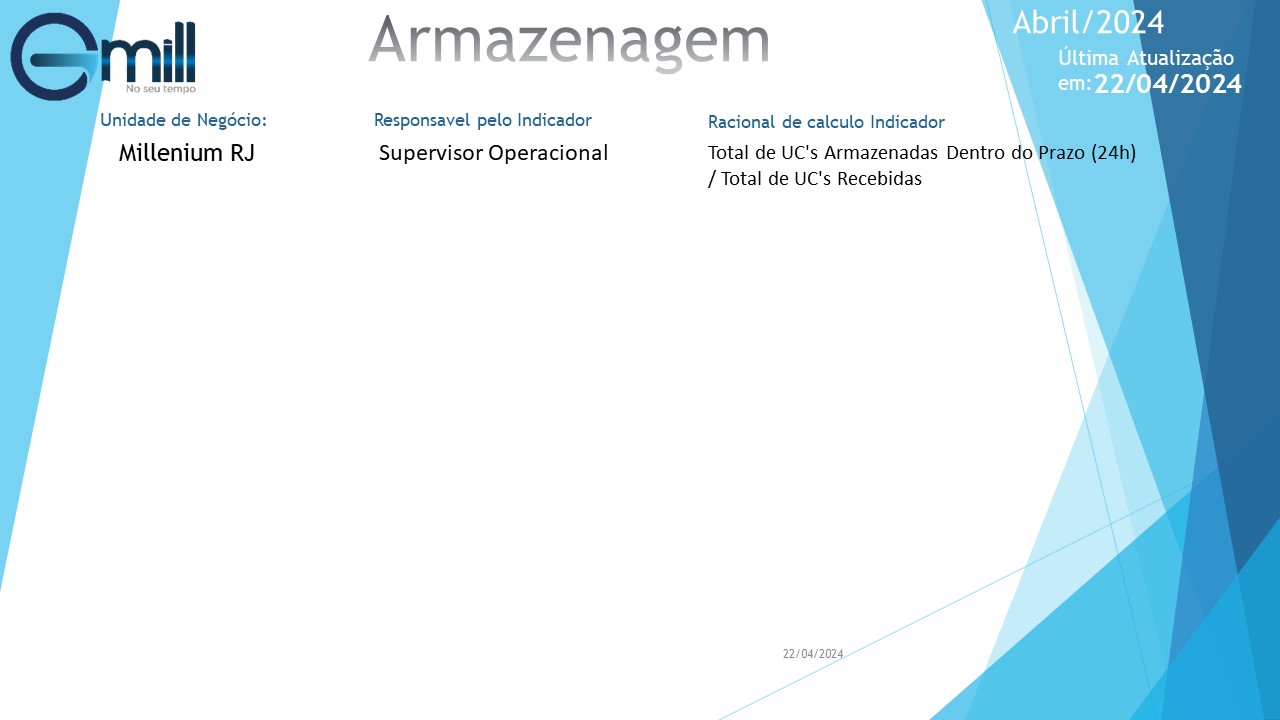 mill
No seu tempo
Armazenagem
Abril/2024
Última Atualização
em:22/04/2024
Unidade de Negócio:
Millenium RJ
Responsavel pelo Indicador
Supervisor Operacional
Racional de calculo Indicador
Total de UC's Armazenadas Dentro do Prazo (24h)
/ Total de UC's Recebidas
22/04/2024